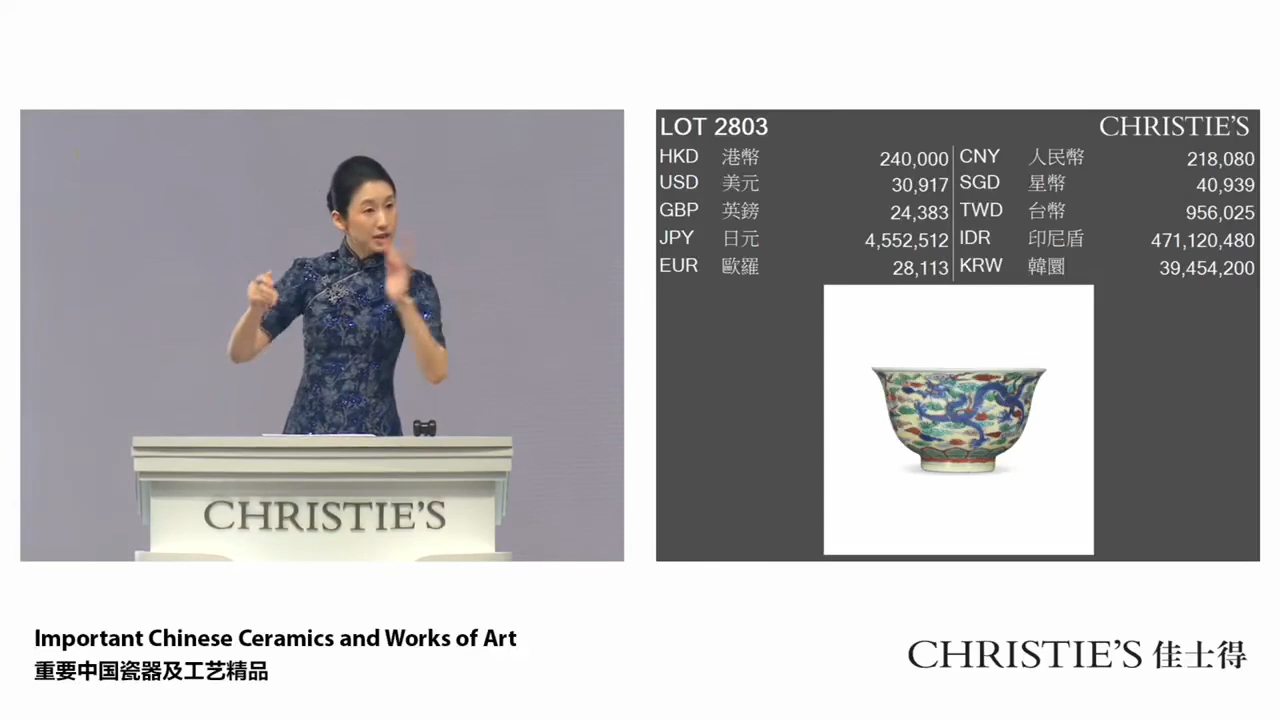 CHRISTIE'S
LOT 2803 CHRISTIE'S
HKD 港幣 240,000 CNY 人民幣 218,080
USD 美元 30,917 SGD 星幣 40,939
GBP 英鎊 24,383 TWD 台幣 956,025
JPY 日元 4,552,512 IDR 印尼盾 471,120,480
EUR 歐羅 28,113 KRW 韓圜 39,454,200
Important Chinese Ceramics and Works of Art
重要中国瓷器及工艺精品
CHRISTIE'S 佳士得